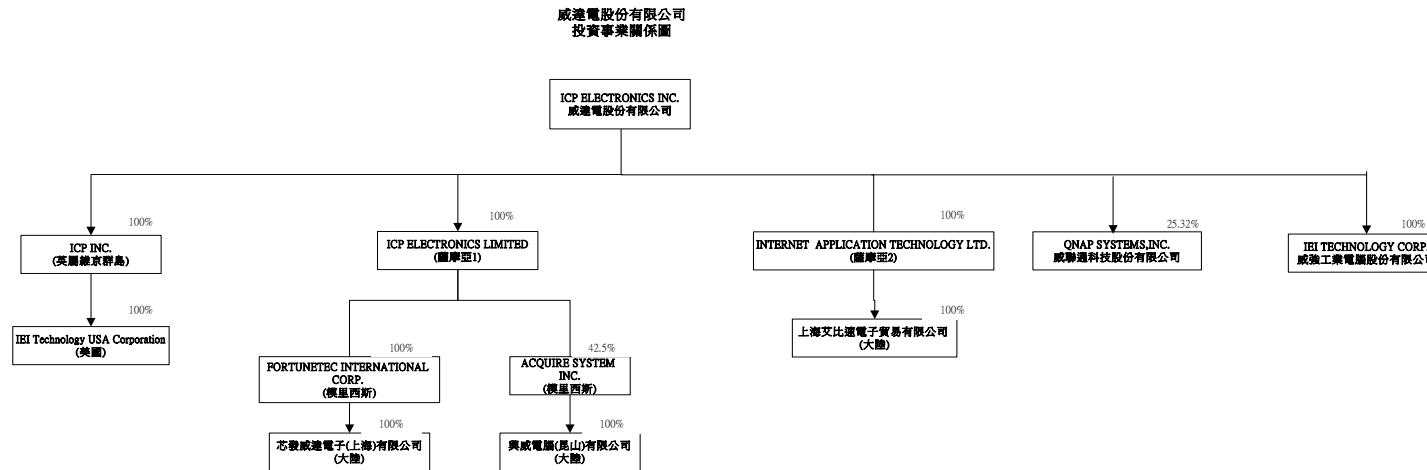 威達電股份有限公司
投資事業關係圖
ICP ELECTRONICS INC.
威達電股份有限公司
100%
ICP INC.
(英屬維京群島)
100%
ICP ELECTRONICS LIMITED
(薩摩亞1)
100%
INTERNET APPLICATION TECHNOLOGY LTD.
(薩摩亞2)
25.32%
QNAP SYSTEMS,INC.
威聯通科技股份有限公司
100%
IEI TECHNOLOGY CORP.
威強工業電腦股份有限公司
100%
IEI Technology USA Corporation
(美國)
100%
上海艾比速電子貿易有限公司
(大陸)
100%
FORTUNETEC INTERNATIONAL
CORP.
(模里西斯)
42.5%
ACQUIRE SYSTEM
INC.
(模里西斯)
100%
芯發威達電子(上海)有限公司
(大陸)
100%
興威電腦(昆山)有限公司
(大陸)